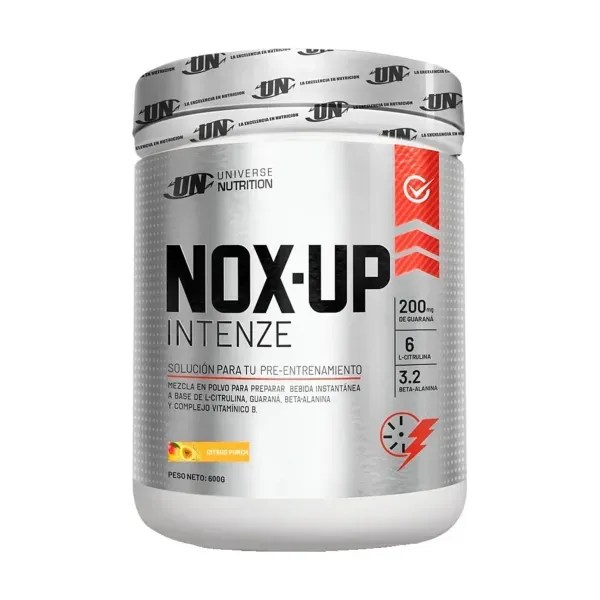 UN LA EXCELENCIA EN NUTRICION
UN
UNIVERSE
NUTRITION
NOX-UP
INTENZE
SOLUCIÓN PARA TU PRE-ENTRENAMIENTO
MEZCLA EN POLVO PARA PREPARAR BEBIDA INSTANTÁNEA
A BASE DE L-CITRULINA, GUARANÁ, BETA-ALANINA
Y COMPLEJO VITAMÍNICO B.
CITRUS PUNCH
PESO NETO: 600G
200mg
DE GUARANÁ
6
L-CITRULINA
3.2
BETA-ALANINA